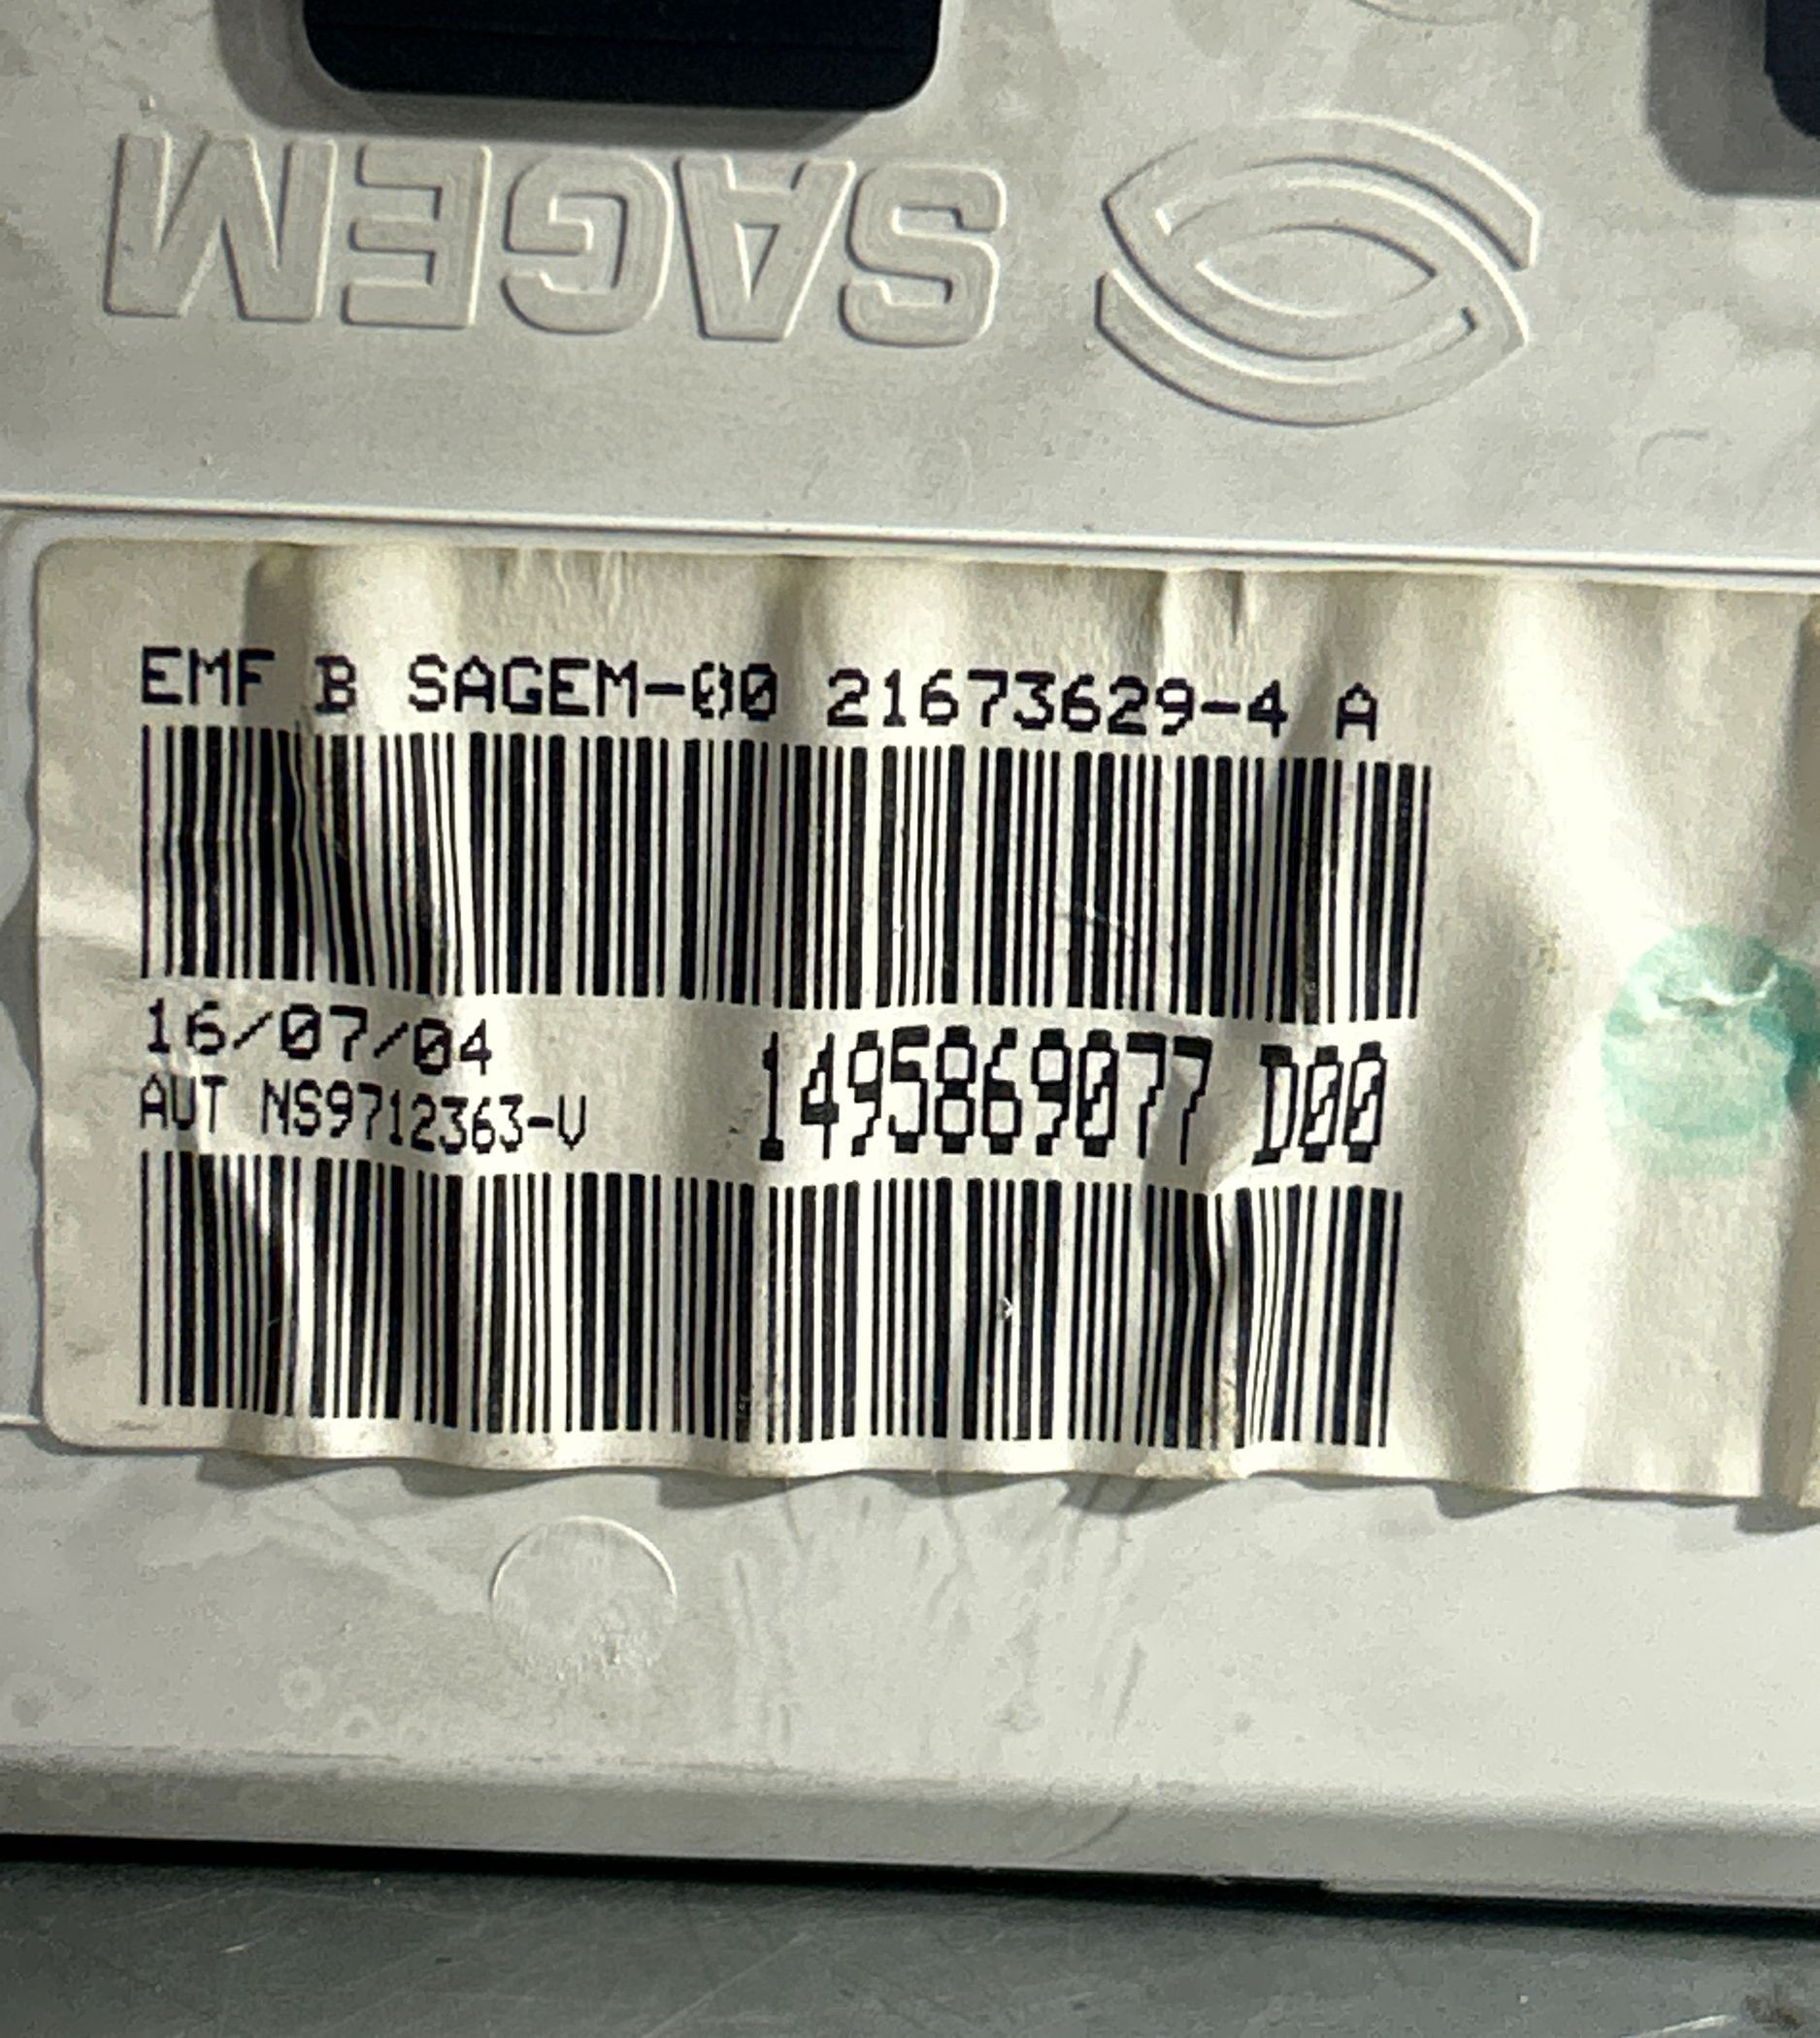 SAGEM
EMF B SAGEM-00 21673629-4 A
16/07/04
AUT NS9712363-V
1495869077 D00